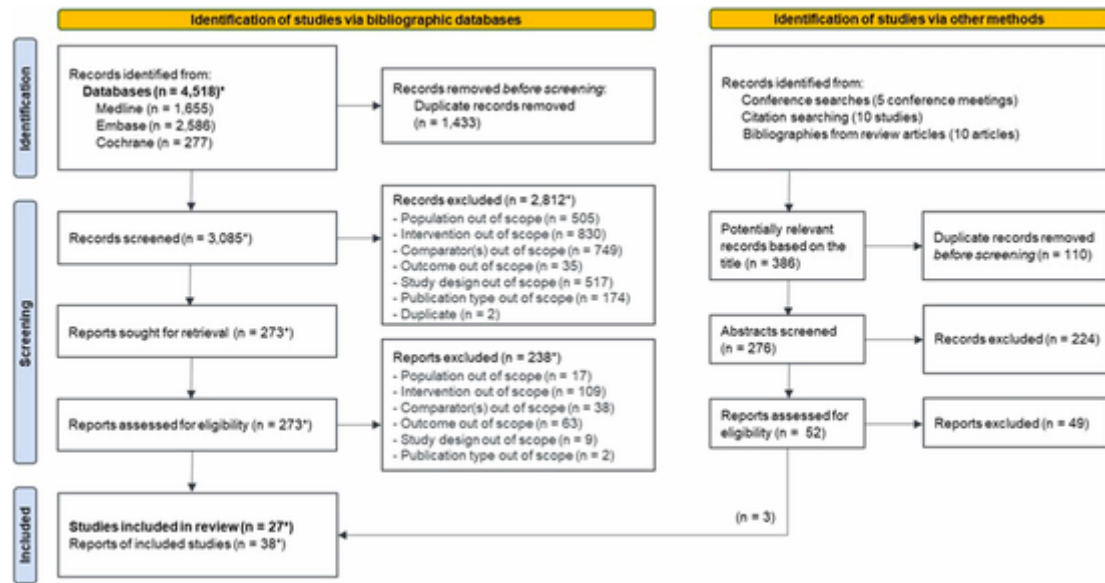 Identification of studies via bibliographic databases
Identification of studies via other methods
Identification
Records identified from:
Databases (n = 4,518)*
Medline (n = 1,655)
Embase (n = 2,586)
Cochrane (n = 277)
Records removed before screening:
Duplicate records removed
(n = 1,433)
Records identified from:
Conference searches (5 conference meetings)
Citation searching (10 studies)
Bibliographies from review articles (10 articles)
Screening
Records screened (n = 3,085*)
Records excluded (n = 2,812*)
- Population out of scope (n = 505)
- Intervention out of scope (n = 830)
- Comparator(s) out of scope (n = 749)
- Outcome out of scope (n = 35)
- Study design out of scope (n = 517)
- Publication type out of scope (n = 174)
- Duplicate (n = 2)
Potentially relevant
records based on the
title (n = 386)
Duplicate records removed
before screening (n = 110)
Reports sought for retrieval (n = 273*)
Abstracts screened
(n = 276)
Records excluded (n = 224)
Reports assessed for eligibility (n = 273*)
Reports excluded (n = 238*)
- Population out of scope (n = 17)
- Intervention out of scope (n = 109)
- Comparator(s) out of scope (n = 38)
- Outcome out of scope (n = 63)
- Study design out of scope (n = 9)
- Publication type out of scope (n = 2)
Reports assessed for
eligibility (n = 52)
Reports excluded (n = 49)
Included
Studies included in review (n = 27*)
Reports of included studies (n = 38*)
(n = 3)